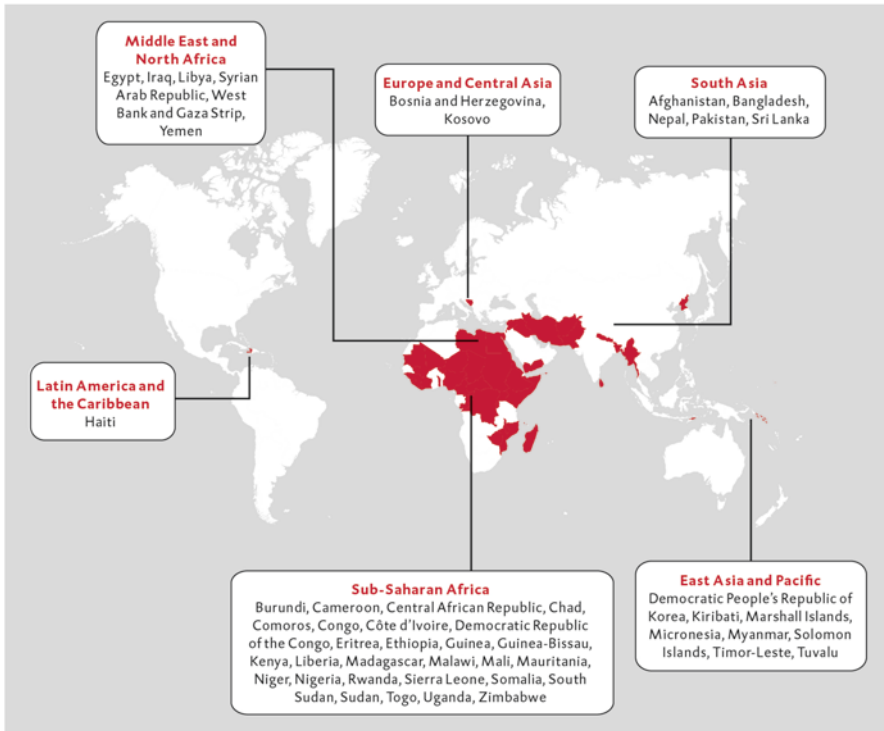 Middle East and
North Africa
Egypt, Iraq, Libya, Syrian
Arab Republic, West
Bank and Gaza Strip,
Yemen
Europe and Central Asia
Bosnia and Herzegovina,
Kosovo
South Asia
Afghanistan, Bangladesh,
Nepal, Pakistan, Sri Lanka
Latin America and
the Caribbean
Haiti
Sub-Saharan Africa
Burundi, Cameroon, Central African Republic, Chad,
Comoros, Congo, Côte d’Ivoire, Democratic Republic
of the Congo, Eritrea, Ethiopia, Guinea, Guinea-Bissau,
Kenya, Liberia, Madagascar, Malawi, Mali, Mauritania,
Niger, Nigeria, Rwanda, Sierra Leone, Somalia, South
Sudan, Sudan, Togo, Uganda, Zimbabwe
East Asia and Pacific
Democratic People’s Republic of
Korea, Kiribati, Marshall Islands,
Micronesia, Myanmar, Solomon
Islands, Timor-Leste, Tuvalu